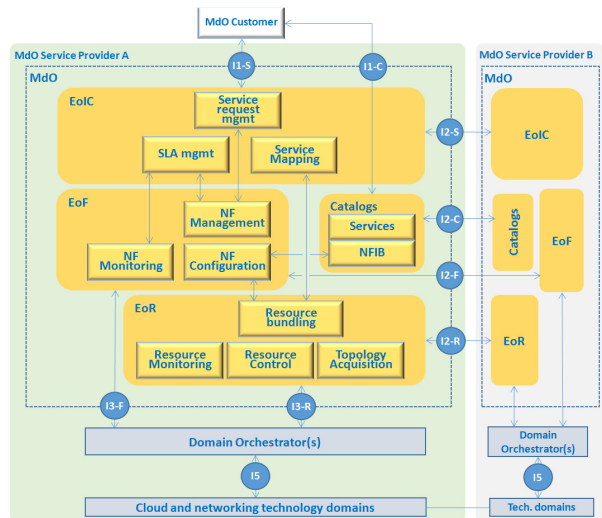 MdO Customer
MdO Service Provider A
MdO Service Provider B
I1-S
I1-C
MdO
MdO
EoIC
Service
request
mgmt
I2-S
EoIC
SLA mgmt
Service
Mapping
EoF
NF
Management
Catalogs
Services
I2-C
Catalogs
EoF
NF
Monitoring
NF
Configuration
NFIB
I2-F
EoR
Resource
bundling
I2-R
EoR
Resource
Monitoring
Resource
Control
Topology
Acquisition
I3-F
I3-R
Domain Orchestrator(s)
Domain
Orchestrator(s)
I5
I5
Cloud and networking technology domains
Tech. domains